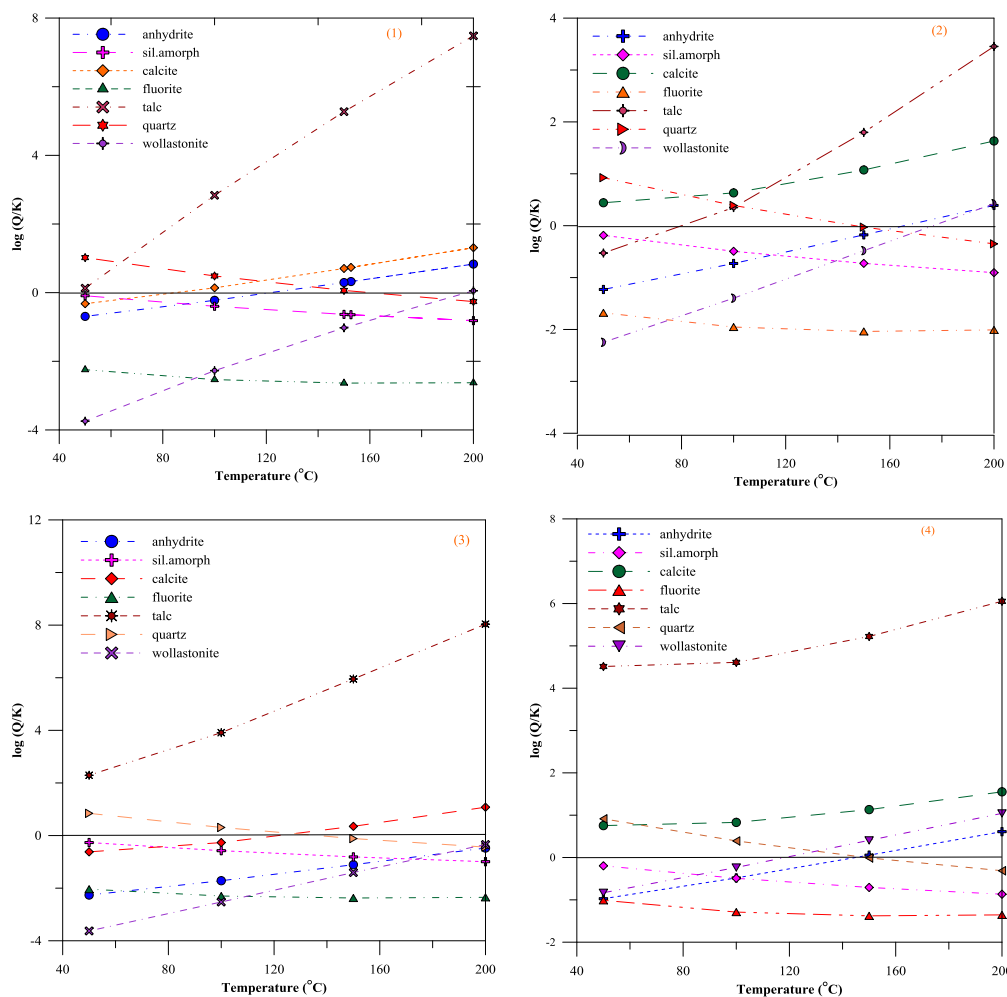 (1)
anhydrite
sil.amorph
calcite
fluorite
talc
quartz
wollastonite
8
4
0
-4
log (Q/K)
40 80 120 160 200
Temperature (°C)
(2)
anhydrite
sil.amorph
calcite
fluorite
talc
quartz
wollastonite
4
2
0
-2
-4
log (Q/K)
40 80 120 160 200
Temperature (°C)
(3)
anhydrite
sil.amorph
calcite
fluorite
talc
quartz
wollastonite
12
8
4
0
-4
log (Q/K)
40 80 120 160 200
Temperature (°C)
(4)
anhydrite
sil.amorph
calcite
fluorite
talc
quartz
wollastonite
8
6
4
2
0
-2
log (Q/K)
40 80 120 160 200
Temperature (°C)